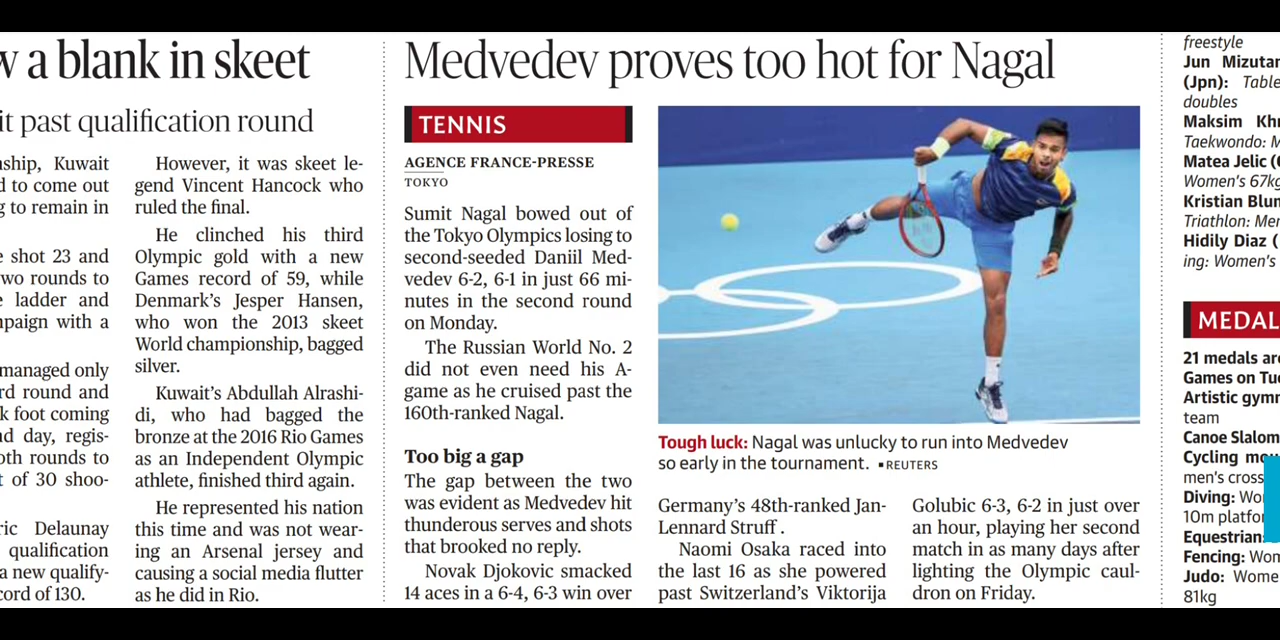 w a blank in skeet
it past qualification round
nship, Kuwait
d to come out
g to remain in
e shot 23 and
wo rounds to
e ladder and
npaign with a
managed only
rd round and
k foot coming
nd day, regis-
oth rounds to
t of 30 shoo-
ric Delaunay
qualification
a new qualify-
cord of 130.
However, it was skeet le-
gend Vincent Hancock who
ruled the final.
He clinched his third
Olympic gold with a new
Games record of 59, while
Denmark's Jesper Hansen,
who won the 2013 skeet
World championship, bagged
silver.
Kuwait's Abdullah Alrashi-
di, who had bagged the
bronze at the 2016 Rio Games
as an Independent Olympic
athlete, finished third again.
He represented his nation
this time and was not wear-
ing an Arsenal jersey and
causing a social media flutter
as he did in Rio.
Medvedev proves too hot for Nagal
TENNIS
AGENCE FRANCE-PRESSE
TOKYO
Sumit Nagal bowed out of
the Tokyo Olympics losing to
second-seeded Daniil Med-
vedev 6-2, 6-1 in just 66 mi-
nutes in the second round
on Monday.
The Russian World No. 2
did not even need his A-
game as he cruised past the
160th-ranked Nagal.
Too big a gap
The gap between the two
was evident as Medvedev hit
thunderous serves and shots
that brooked no reply.
Novak Djokovic smacked
14 aces in a 6-4, 6-3 win over
Tough luck: Nagal was unlucky to run into Medvedev
so early in the tournament. ▪REUTERS
Germany's 48th-ranked Jan-
Lennard Struff .
Naomi Osaka raced into
the last 16 as she powered
past Switzerland's Viktorija
Golubic 6-3, 6-2 in just over
an hour, playing her second
match in as many days after
lighting the Olympic caul-
dron on Friday.
freestyle
Jun Mizutan
(Jpn): Table
doubles
Maksim Khr
Taekwondo: M
Matea Jelic (
Women's 67kg
Kristian Blum
Triathlon: Me
Hidily Diaz (
ing: Women's
MEDAL
21 medals are
Games on Tue
Artistic gymn
team
Canoe Slalom
Cycling mou
men's cross
Diving: Wo
10m platfo
Equestrian:
Fencing: Wom
Judo: Wome
81kg